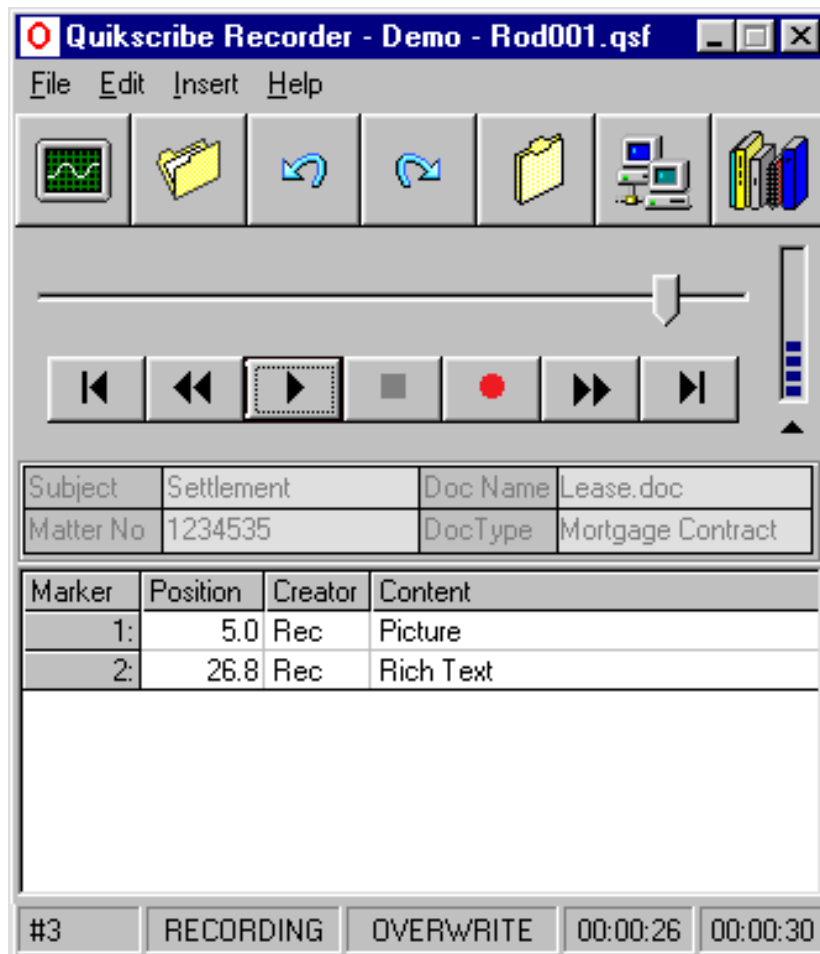 Quikscribe Recorder - Demo - Rod001.qsf
File Edit Insert Help
Subject Settlement Doc Name Lease.doc
Matter No 1234535 DocType Mortgage Contract
Marker Position Creator Content
1: 5.0 Rec Picture
2: 26.8 Rec Rich Text
#3 RECORDING OVERWRITE 00:00:26 00:00:30